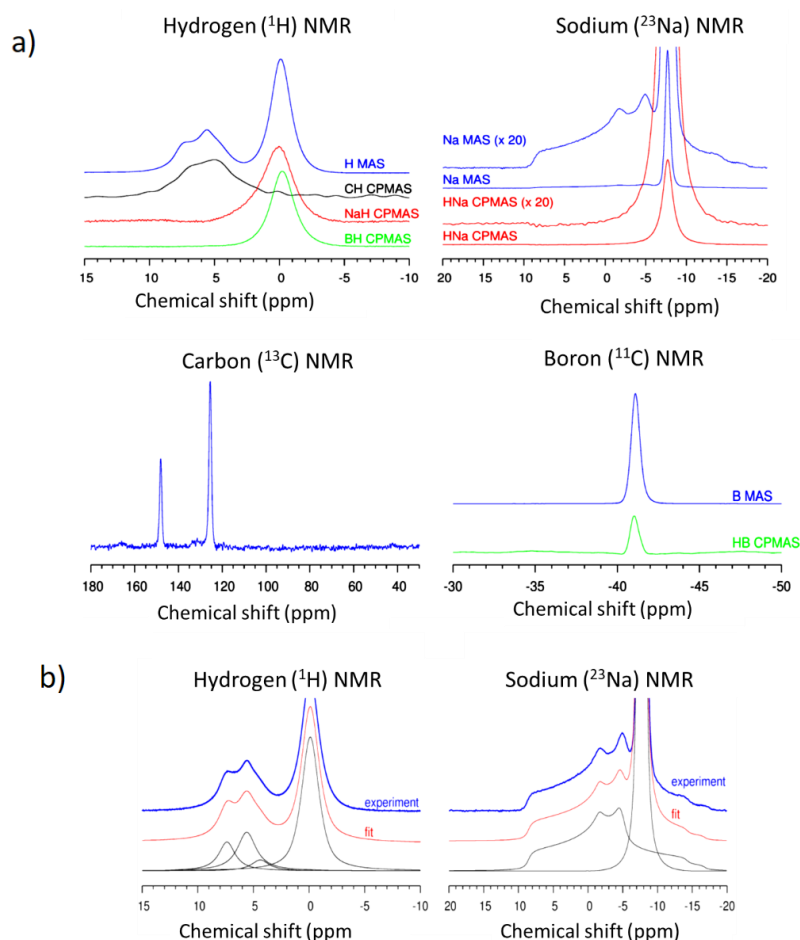 a)
Hydrogen (¹H) NMR
H MAS
CH CPMAS
NaH CPMAS
BH CPMAS
15 10 5 0 -5 -10
Chemical shift (ppm)
Sodium (²³Na) NMR
Na MAS (x 20)
Na MAS
HNa CPMAS (x 20)
HNa CPMAS
20 15 10 5 0 -5 -10 -15 -20
Chemical shift (ppm)
Carbon (¹³C) NMR
180 160 140 120 100 80 60 40
Chemical shift (ppm)
Boron (¹¹C) NMR
B MAS
HB CPMAS
-30 -35 -40 -45 -50
Chemical shift (ppm)
b)
Hydrogen (¹H) NMR
experiment
fit
15 10 5 0 -5 -10
Chemical shift (ppm
Sodium (²³Na) NMR
experiment
fit
20 15 10 5 0 -5 -10 -15 -20
Chemical shift (ppm)